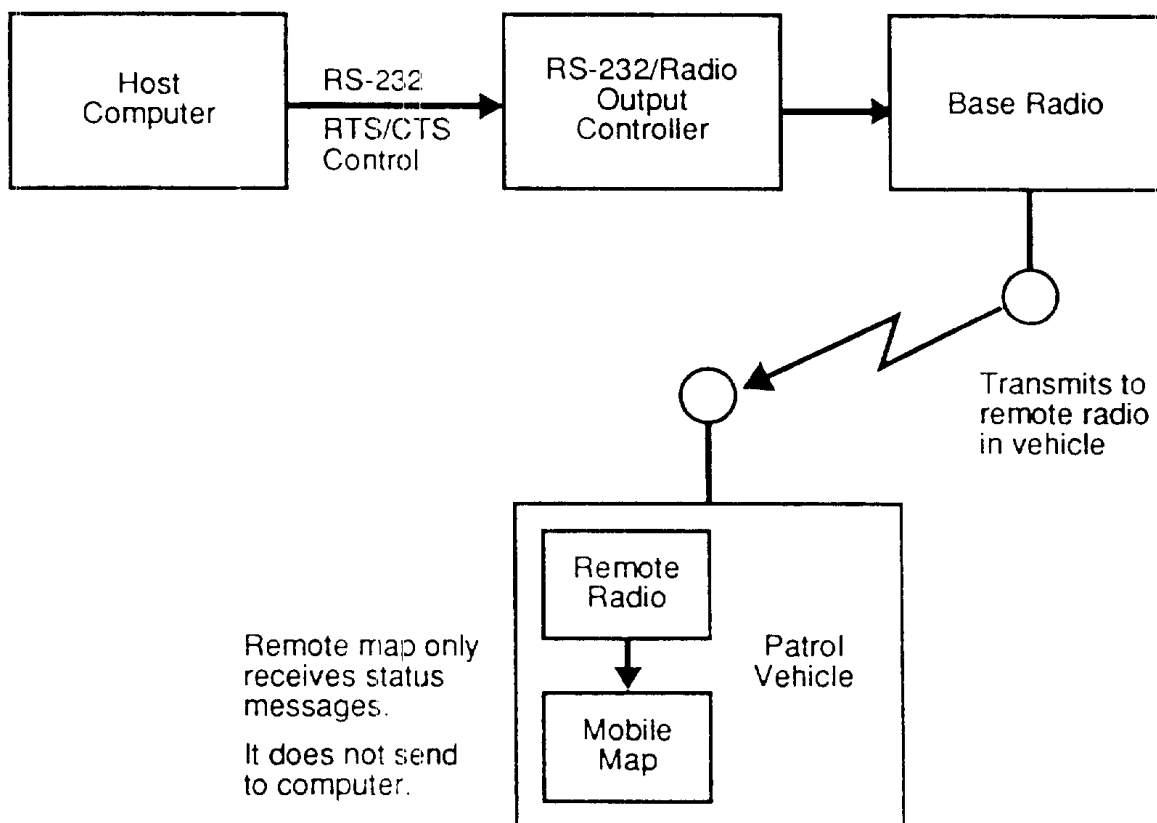 Host
Computer
RS-232
RTS/CTS
Control
RS-232/Radio
Output
Controller
Base Radio
Transmits to
remote radio
in vehicle
Remote
Radio
Patrol
Vehicle
Mobile
Map
Remote map only
receives status
messages.
It does not send
to computer.